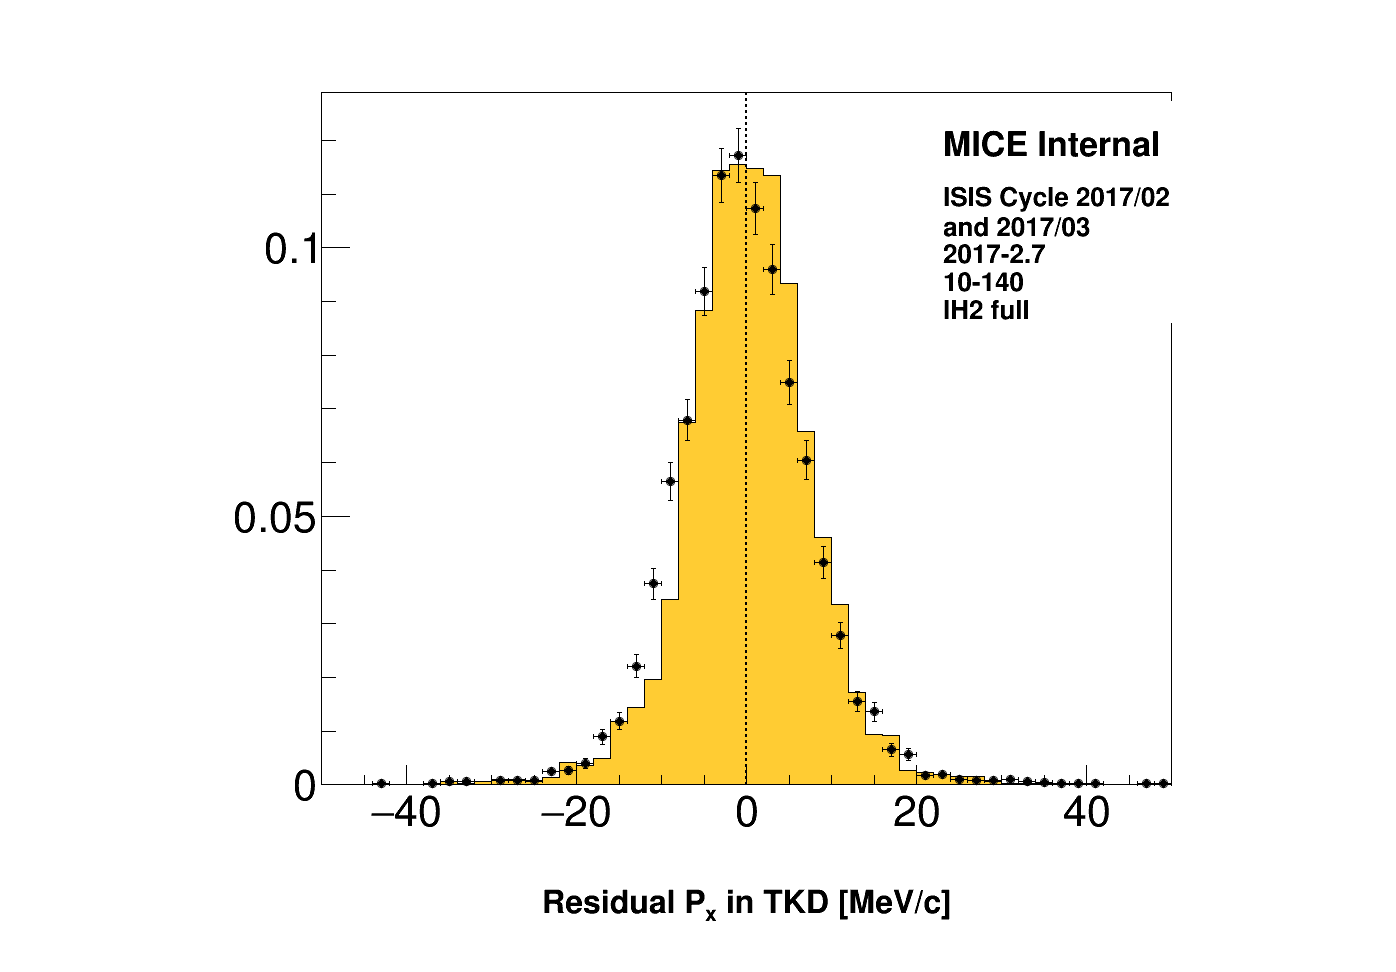 MICE Internal
ISIS Cycle 2017/02
and 2017/03
2017-2.7
10-140
IH2 full
0.1
0.05
0
−40 −20 0 20 40
Residual Px in TKD [MeV/c]